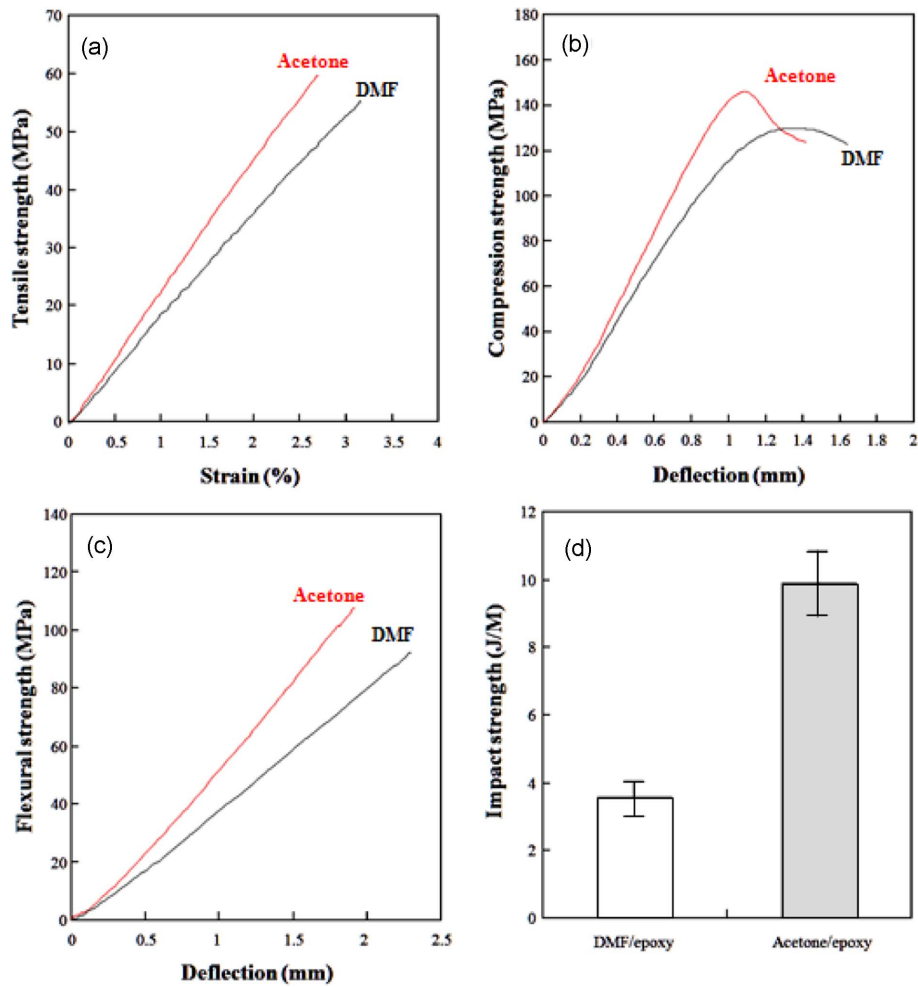 (a)
70
60
50
40
30
20
10
0
Tensile strength (MPa)
Acetone
DMF
0 0.5 1 1.5 2 2.5 3 3.5 4
Strain (%)
(b)
180
160
140
120
100
80
60
40
20
0
Compression strength (MPa)
Acetone
DMF
0 0.2 0.4 0.6 0.8 1 1.2 1.4 1.6 1.8 2
Deflection (mm)
(c)
140
120
100
80
60
40
20
0
Flexural strength (MPa)
Acetone
DMF
0 0.5 1 1.5 2 2.5
Deflection (mm)
(d)
12
10
8
6
4
2
0
Impact strength (J/M)
DMF/epoxy Acetone/epoxy